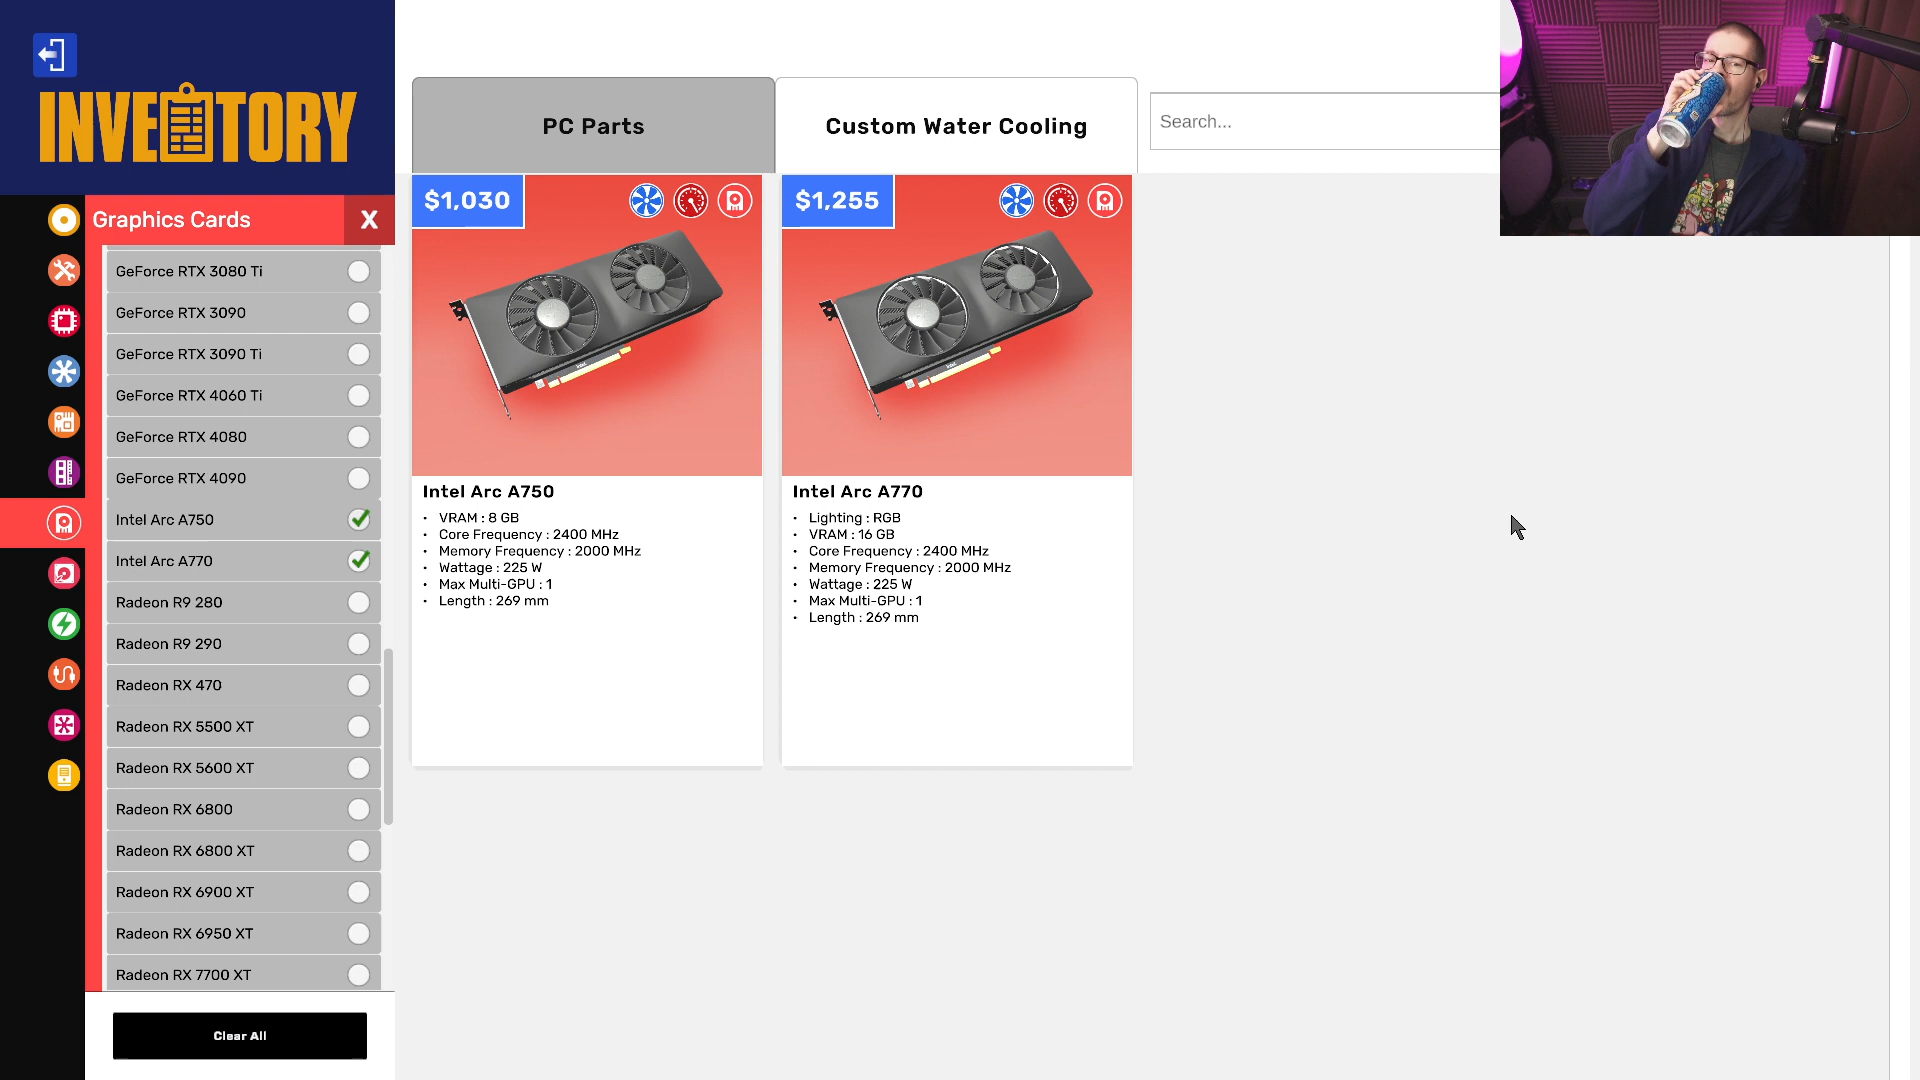 INVENTORY
PC Parts
Custom Water Cooling
Search...
Graphics Cards
X
GeForce RTX 3080 Ti
GeForce RTX 3090
GeForce RTX 3090 Ti
GeForce RTX 4060 Ti
GeForce RTX 4080
GeForce RTX 4090
Intel Arc A750
Intel Arc A770
Radeon R9 280
Radeon R9 290
Radeon RX 470
Radeon RX 5500 XT
Radeon RX 5600 XT
Radeon RX 6800
Radeon RX 6800 XT
Radeon RX 6900 XT
Radeon RX 6950 XT
Radeon RX 7700 XT
Clear All
$1,030
Intel Arc A750
• VRAM : 8 GB
• Core Frequency : 2400 MHz
• Memory Frequency : 2000 MHz
• Wattage : 225 W
• Max Multi-GPU : 1
• Length : 269 mm
$1,255
Intel Arc A770
• Lighting : RGB
• VRAM : 16 GB
• Core Frequency : 2400 MHz
• Memory Frequency : 2000 MHz
• Wattage : 225 W
• Max Multi-GPU : 1
• Length : 269 mm